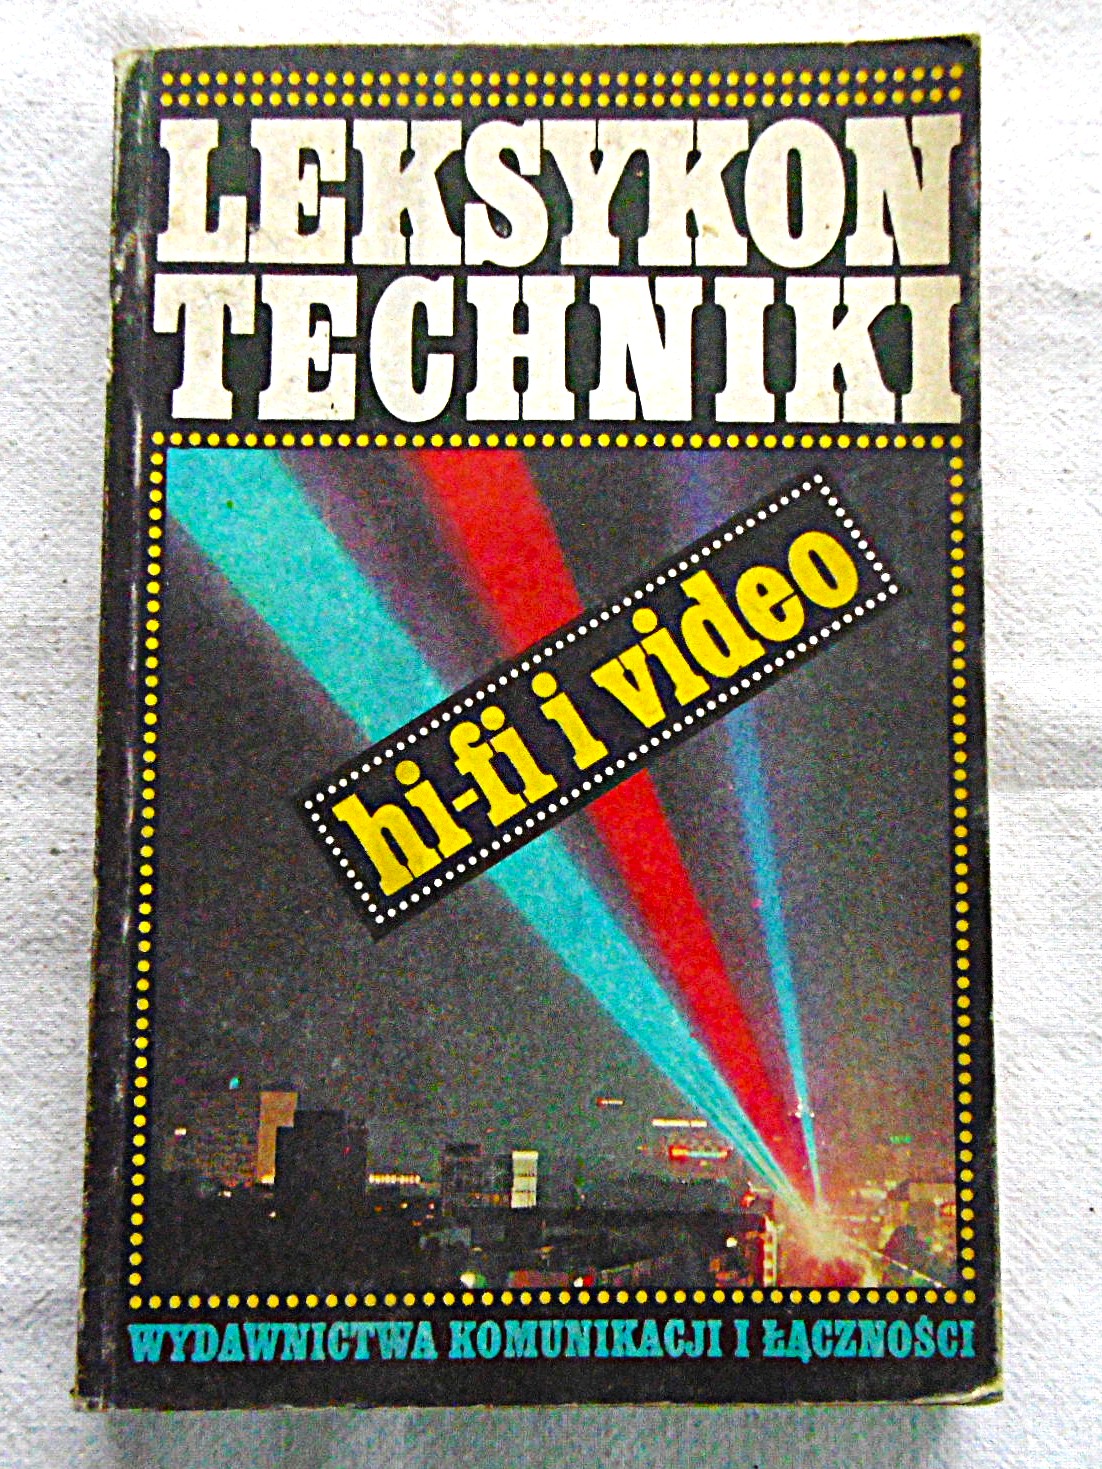 LEKSYKON
TECHNIKI
hi-fi i video
WYDAWNICTWA KOMUNIKACJI I ŁĄCZNOŚCI